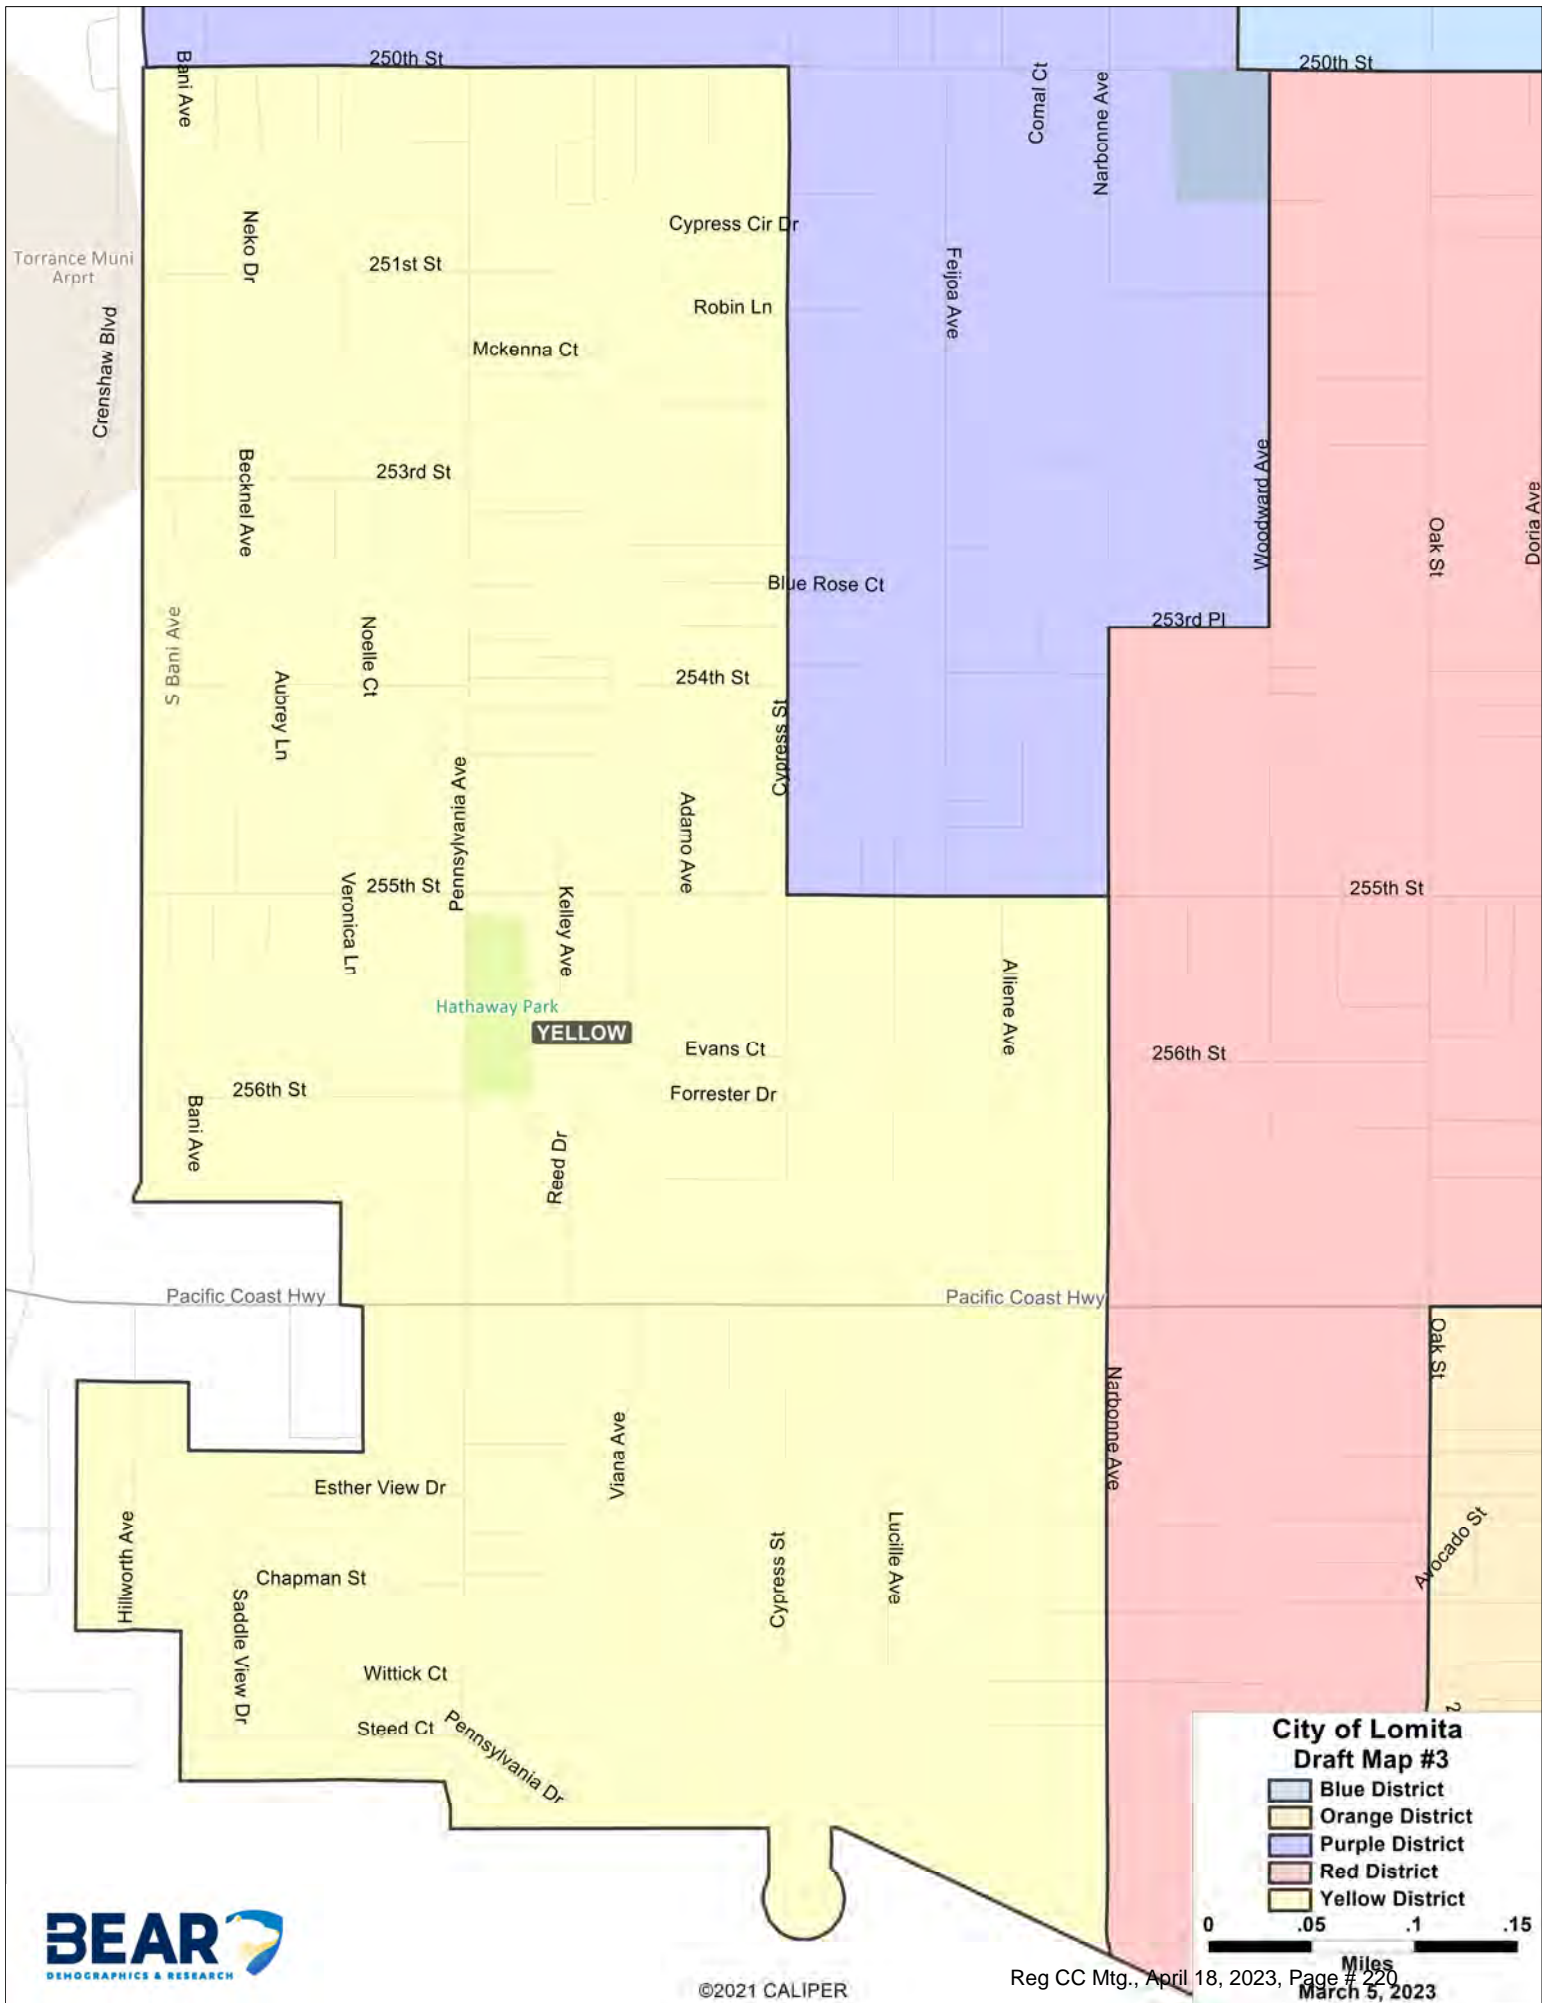 250th St
250th St
Bani Ave
Comal Ct
Narbonne Ave
Neko Dr
Cypress Cir Dr
Torrance Muni
Arprt
251st St
Feijoa Ave
Robin Ln
Crenshaw Blvd
Mckenna Ct
Becknel Ave
253rd St
Woodward Ave
Oak St
Doria Ave
Blue Rose Ct
S Bani Ave
Noelle Ct
253rd Pl
Aubrey Ln
254th St
Cypress St
Pennsylvania Ave
Adamo Ave
Veronica Ln
255th St
Kelley Ave
255th St
Alliene Ave
Hathaway Park
YELLOW
Evans Ct
256th St
256th St
Forrester Dr
Bani Ave
Reed Dr
Pacific Coast Hwy
Pacific Coast Hwy
Oak St
Narbonne Ave
Viana Ave
Esther View Dr
Hillworth Ave
Cypress St
Lucille Ave
Avocado St
Chapman St
Saddle View Dr
Wittick Ct
Steed Ct
Pennsylvania Dr
City of Lomita
Draft Map #3
Blue District
Orange District
Purple District
Red District
Yellow District
0 .05 .1 .15
Miles
March 5, 2023
BEAR
DEMOGRAPHICS & RESEARCH
©2021 CALIPER
Reg CC Mtg., April 18, 2023, Page # 220